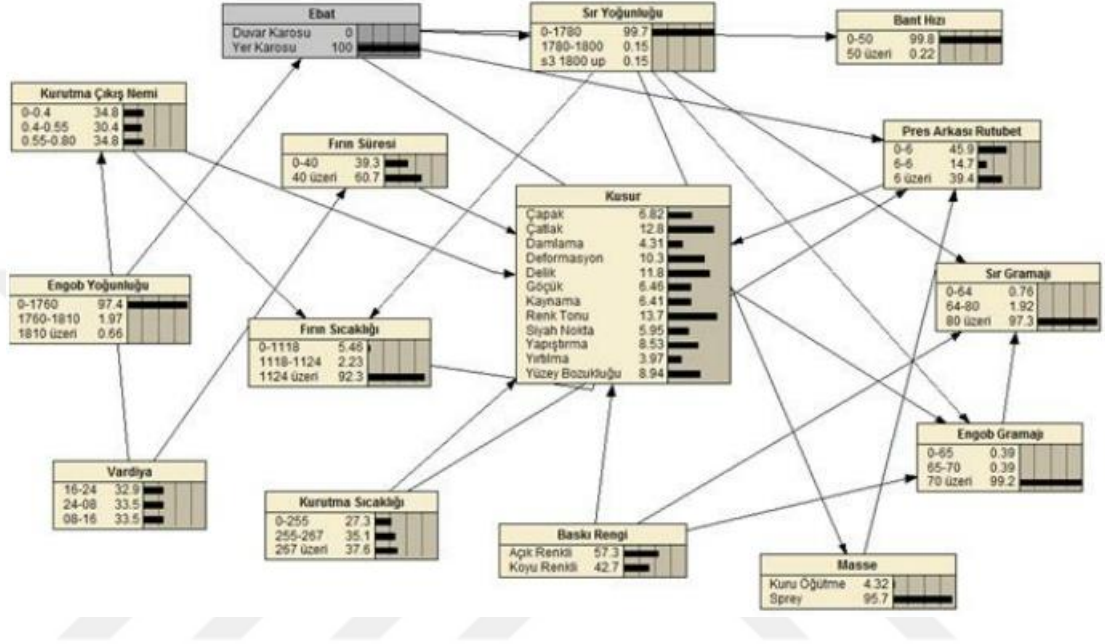 Ebat
Duvar Karosu 0
Yer Karosu 100
Sır Yoğunluğu
0-1780 99.7
1780-1800 0.15
s3 1800 up 0.15
Bant Hızı
0-50 99.8
50 üzeri 0.22
Kurutma Çıkış Nemi
0-0.4 34.8
0.4-0.55 30.4
0.55-0.80 34.8
Fırın Süresi
0-40 39.3
40 üzeri 60.7
Pres Arkası Rutubet
0-6 45.9
6-6 14.7
6 üzeri 39.4
Kusur
Çapak 6.82
Çatlak 12.8
Damlama 4.31
Deformasyon 10.3
Delik 11.8
Göçük 6.46
Kaynama 6.41
Renk Tonu 13.7
Siyah Nokta 5.95
Yapıştırma 8.53
Yırtılma 3.97
Yüzey Bozukluğu 8.94
Engob Yoğunluğu
0-1760 97.4
1760-1810 1.97
1810 üzeri 0.66
Sır Gramajı
0-64 0.76
64-80 1.92
80 üzeri 97.3
Fırın Sıcaklığı
0-1118 5.46
1118-1124 2.23
1124 üzeri 92.3
Engob Gramajı
0-65 0.39
65-70 0.39
70 üzeri 99.2
Vardiya
16-24 32.9
24-08 33.5
08-16 33.5
Kurutma Sıcaklığı
0-255 27.3
255-267 35.1
267 üzeri 37.6
Baskı Rengi
Açık Renkli 57.3
Koyu Renkli 42.7
Masse
Kuru Öğütme 4.32
Sprey 95.7